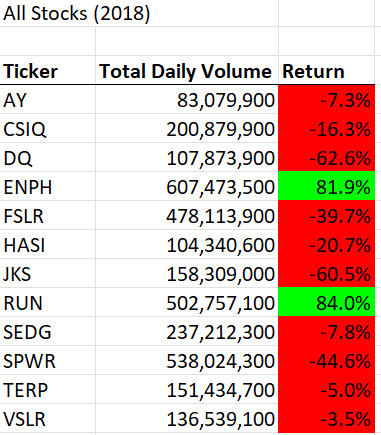 All Stocks (2018)
Ticker Total Daily Volume Return
AY 83,079,900 -7.3%
CSIQ 200,879,900 -16.3%
DQ 107,873,900 -62.6%
ENPH 607,473,500 81.9%
FSLR 478,113,900 -39.7%
HASI 104,340,600 -20.7%
JKS 158,309,000 -60.5%
RUN 502,757,100 84.0%
SEDG 237,212,300 -7.8%
SPWR 538,024,300 -44.6%
TERP 151,434,700 -5.0%
VSLR 136,539,100 -3.5%